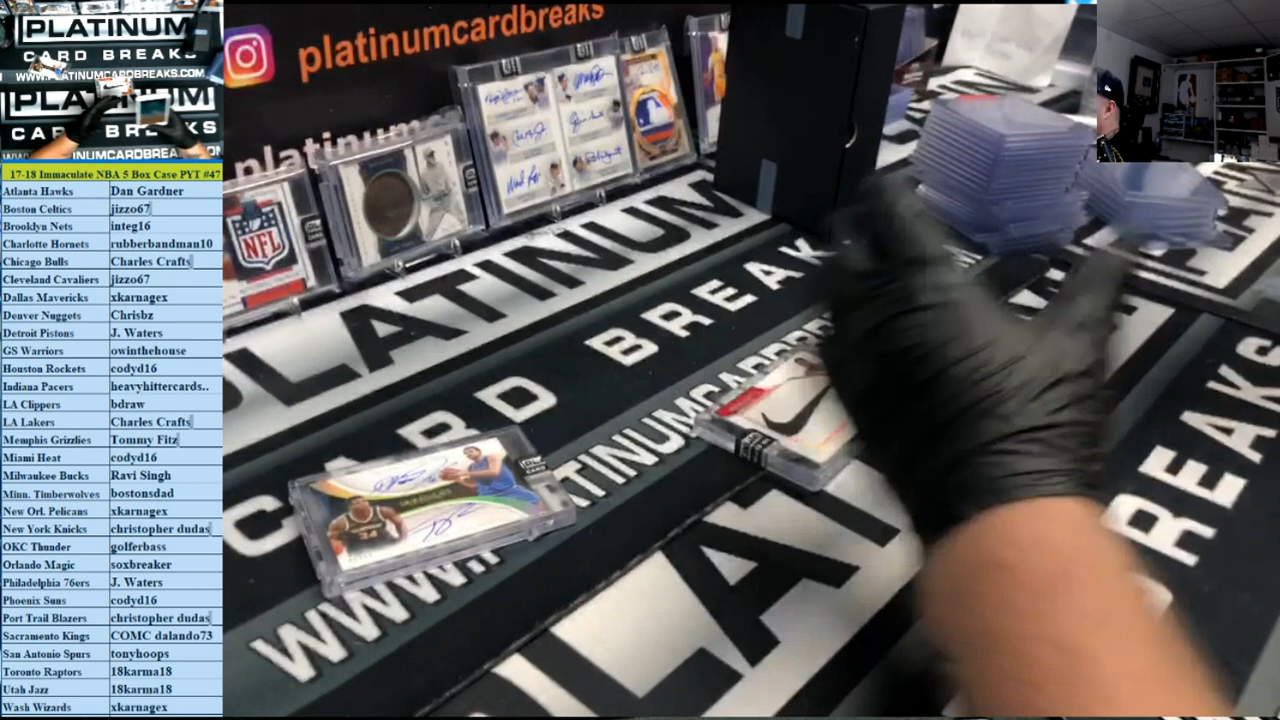 PLATINUM
CARD BREAKS
WWW.PLATINUMCARDBREAKS.COM
PLATINUM
CARD BREAKS
17-18 Immaculate NBA 5 Box Case PYT #47
Atlanta Hawks Dan Gardner
Boston Celtics jizzo67
Brooklyn Nets integ16
Charlotte Hornets rubberbandman10
Chicago Bulls Charles Crafts
Cleveland Cavaliers jizzo67
Dallas Mavericks xkarnagex
Denver Nuggets Chrisbz
Detroit Pistons J. Waters
GS Warriors owinthehouse
Houston Rockets codyd16
Indiana Pacers heavyhittercards..
LA Clippers bdraw
LA Lakers Charles Crafts
Memphis Grizzlies Tommy Fitz
Miami Heat codyd16
Milwaukee Bucks Ravi Singh
Minn. Timberwolves bostonsdad
New Orl. Pelicans xkarnagex
New York Knicks christopher dudas
OKC Thunder golferbass
Orlando Magic soxbreaker
Philadelphia 76ers J. Waters
Phoenix Suns codyd16
Port Trail Blazers christopher dudas
Sacramento Kings COMC dalando73
San Antonio Spurs tonyhoops
Toronto Raptors 18karma18
Utah Jazz 18karma18
Wash Wizards xkarnagex
platinumcardbreaks
platinum
NFL
PLATINUM
CARD BREAK
WWW.PLATINUMCARDBRE
PLAT
BREAKS